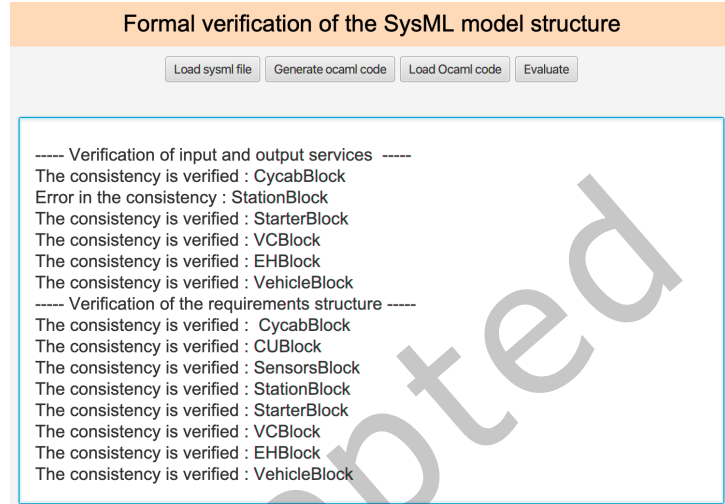 Formal verification of the SysML model structure
Load sysml file Generate ocaml code Load Ocaml code Evaluate
----- Verification of input and output services -----
The consistency is verified : CycabBlock
Error in the consistency : StationBlock
The consistency is verified : StarterBlock
The consistency is verified : VCBlock
The consistency is verified : EHBlock
The consistency is verified : VehicleBlock
----- Verification of the requirements structure -----
The consistency is verified : CycabBlock
The consistency is verified : CUBlock
The consistency is verified : SensorsBlock
The consistency is verified : StationBlock
The consistency is verified : StarterBlock
The consistency is verified : VCBlock
The consistency is verified : EHBlock
The consistency is verified : VehicleBlock
epted